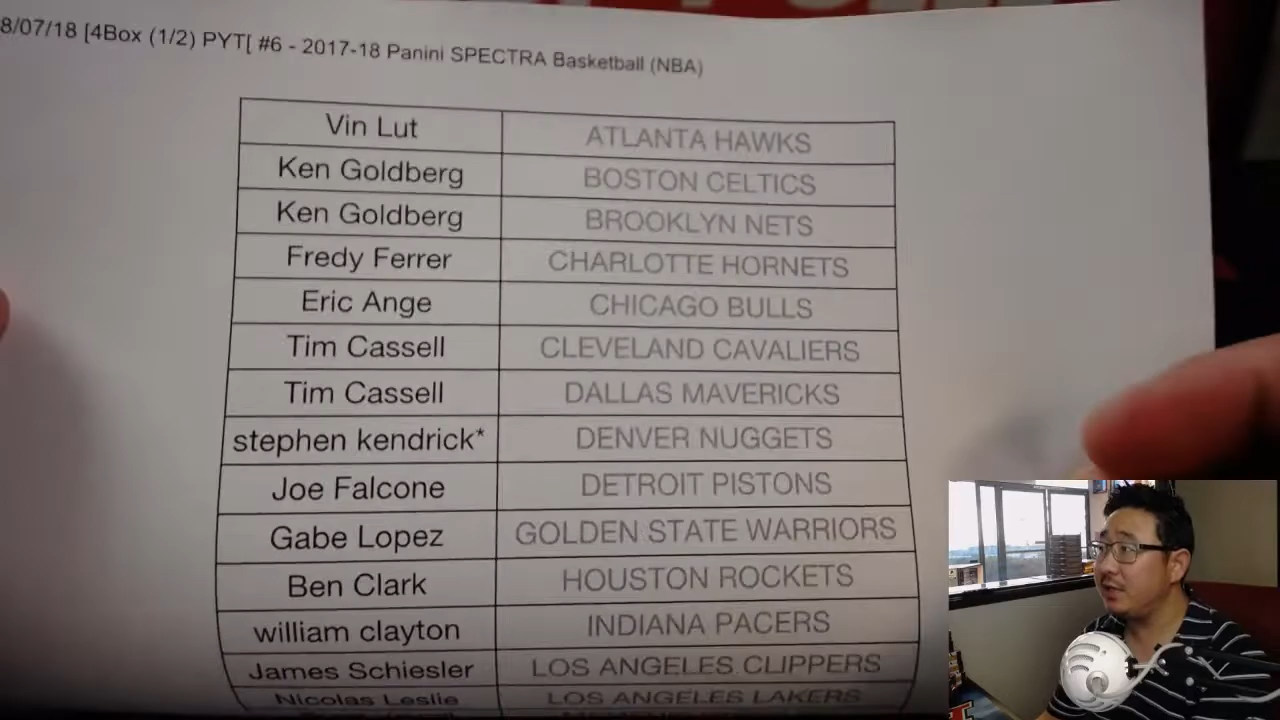 8/07/18 [4Box (1/2) PYT[ #6 - 2017-18 Panini SPECTRA Basketball (NBA)
Vin Lut ATLANTA HAWKS
Ken Goldberg BOSTON CELTICS
Ken Goldberg BROOKLYN NETS
Fredy Ferrer CHARLOTTE HORNETS
Eric Ange CHICAGO BULLS
Tim Cassell CLEVELAND CAVALIERS
Tim Cassell DALLAS MAVERICKS
stephen kendrick* DENVER NUGGETS
Joe Falcone DETROIT PISTONS
Gabe Lopez GOLDEN STATE WARRIORS
Ben Clark HOUSTON ROCKETS
william clayton INDIANA PACERS
James Schiesler LOS ANGELES CLIPPERS
Nicolas Leslie LOS ANGELES LAKERS